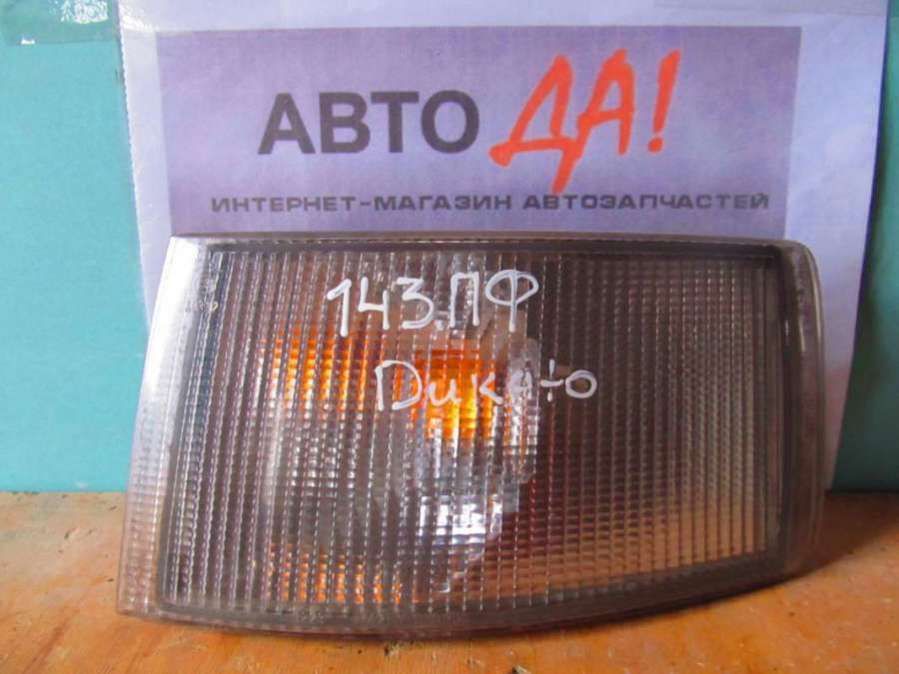 АВТО ДА!
ИНТЕРНЕТ-МАГАЗИН АВТОЗАПЧАСТЕЙ
143.ПФ
Дикато